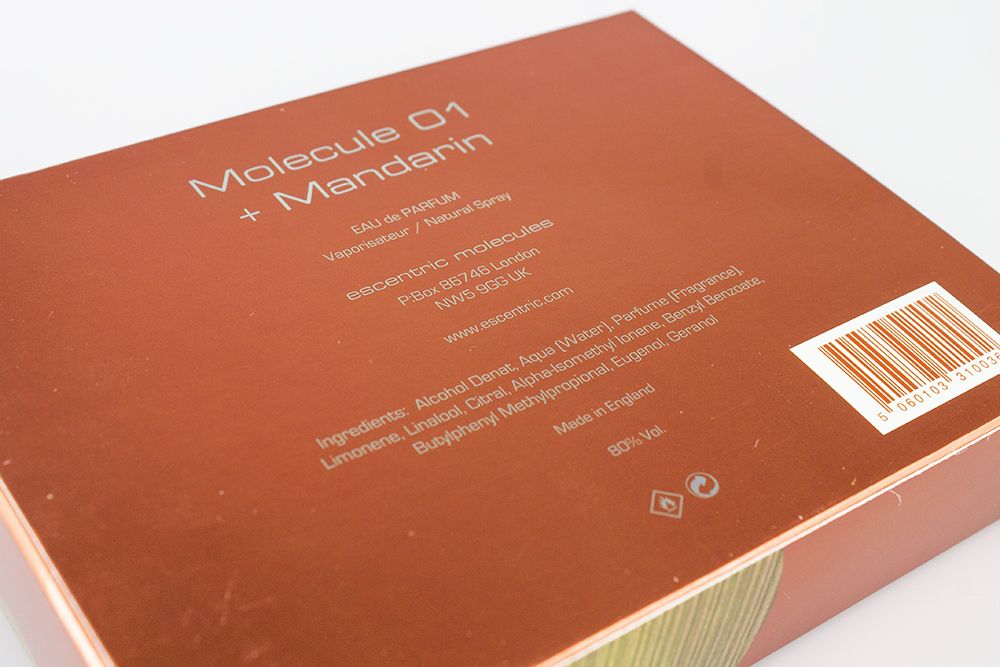 Molecule 01
+ Mandarin
EAU de PARFUM
Vaporisateur / Natural Spray
escentric molecules
P.Box 86746 London
NW5 9GG UK
www.escentric.com
Ingredients: Alcohol Denat, Aqua (Water), Parfume (Fragrance),
Limonene, Linalool, Citral, Alpha-Isomethyl Ionene, Benzyl Benzoate,
Butylphenyl Methylpropional, Eugenol, Geraniol
Made in England
80% Vol.
5 060103 310036